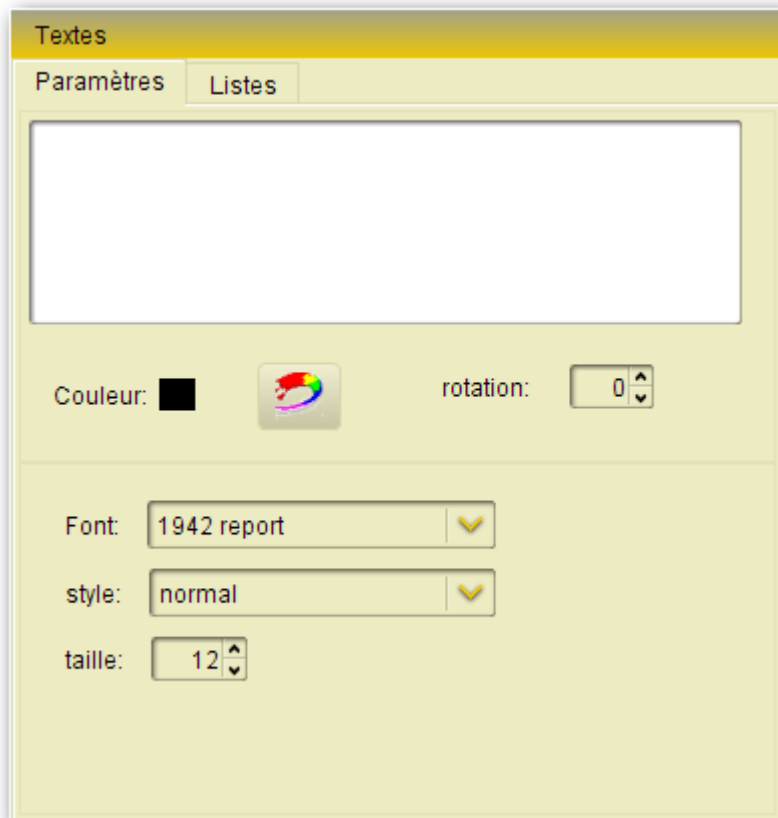 Textes
Paramètres Listes
Couleur: rotation: 0
Font: 1942 report
style: normal
taille: 12